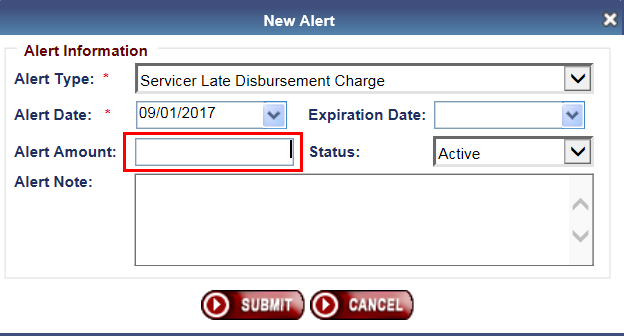 New Alert
Alert Information
Alert Type: * Servicer Late Disbursement Charge
Alert Date: * 09/01/2017 Expiration Date:
Alert Amount: Status: Active
Alert Note:
SUBMIT CANCEL